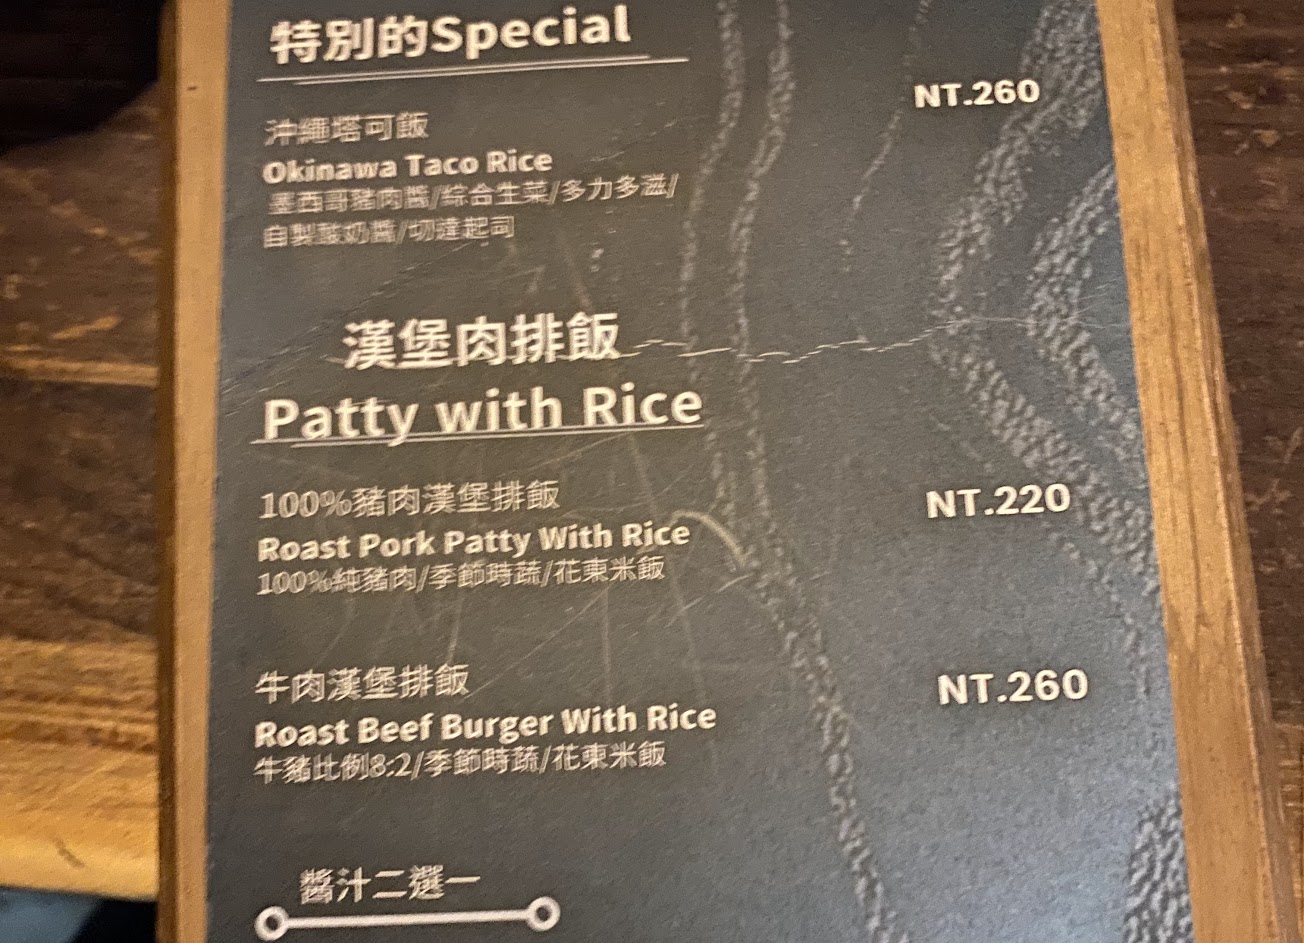 特別的Special
NT.260
沖繩塔可飯
Okinawa Taco Rice
墨西哥豬肉醬/綜合生菜/多力多滋/
自製酸奶醬/切達起司
漢堡肉排飯
Patty with Rice
100%豬肉漢堡排飯
NT.220
Roast Pork Patty With Rice
100%純豬肉/季節時蔬/花東米飯
牛肉漢堡排飯
NT.260
Roast Beef Burger With Rice
牛豬比例8:2/季節時蔬/花東米飯
醬汁二選一